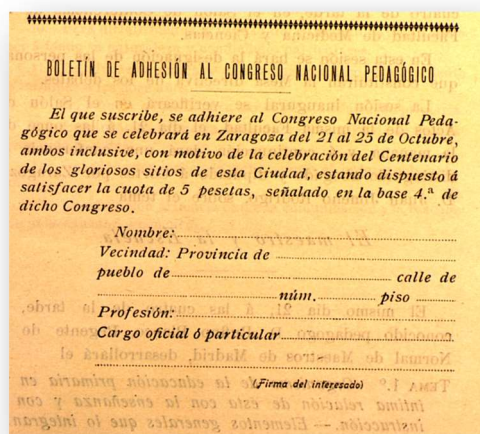 BOLETÍN DE ADHESIÓN AL CONGRESO NACIONAL PEDAGÓGICO
El que suscribe, se adhiere al Congreso Nacional Peda-
gógico que se celebrará en Zaragoza del 21 al 25 de Octubre,
ambos inclusive, con motivo de la celebración del Centenario
de los gloriosos sitios de esta Ciudad, estando dispuesto á
satisfacer la cuota de 5 pesetas, señalado en la base 4.ª de
dicho Congreso.
Nombre:
Vecindad: Provincia de
pueblo de calle de
núm. piso
Profesión:
Cargo oficial ó particular
(Firma del interesado)